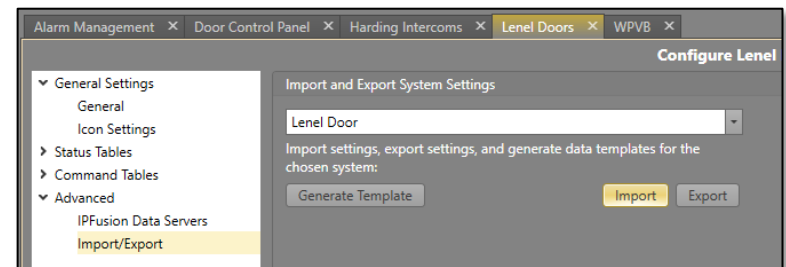 Alarm Management × Door Control Panel × Harding Intercoms × Lenel Doors × WPVB ×
Configure Lenel
General Settings
General
Icon Settings
Status Tables
Command Tables
Advanced
IPFusion Data Servers
Import/Export
Import and Export System Settings
Lenel Door
Import settings, export settings, and generate data templates for the
chosen system:
Generate Template Import Export